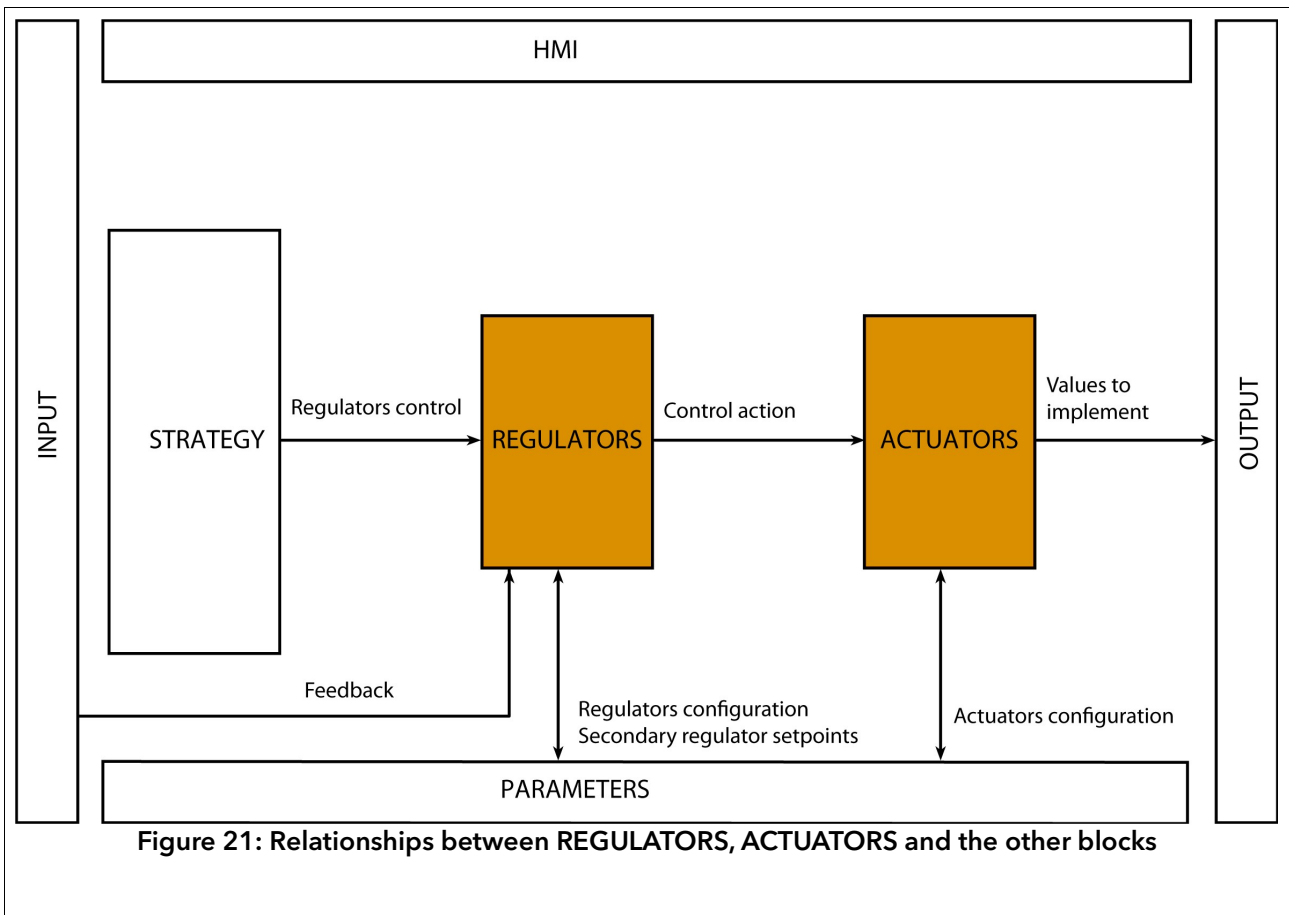 HMI
INPUT
Regulators control
STRATEGY
REGULATORS
Control action
ACTUATORS
Values to
implement
OUTPUT
Feedback
Regulators configuration
Secondary regulator setpoints
Actuators configuration
PARAMETERS
Figure 21: Relationships between REGULATORS, ACTUATORS and the other blocks